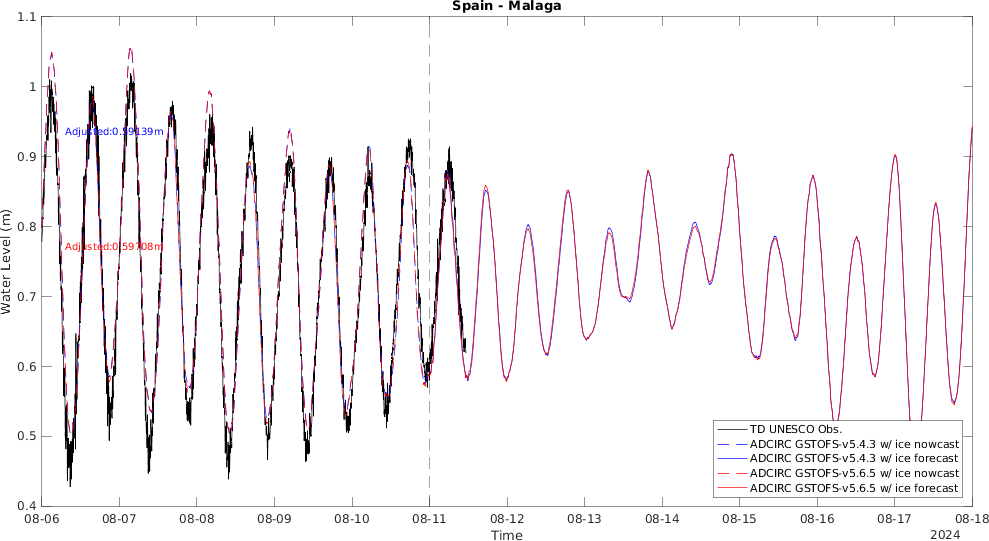 Spain - Malaga
1.1
1
0.9
0.8
0.7
0.6
0.5
0.4
Water Level (m)
Adjusted:0.59139m
Adjusted:0.59708m
TD UNESCO Obs.
ADCIRC GSTOFS-v5.4.3 w/ ice nowcast
ADCIRC GSTOFS-v5.4.3 w/ ice forecast
ADCIRC GSTOFS-v5.6.5 w/ ice nowcast
ADCIRC GSTOFS-v5.6.5 w/ ice forecast
08-06 08-07 08-08 08-09 08-10 08-11 08-12 08-13 08-14 08-15 08-16 08-17 08-18
Time
2024